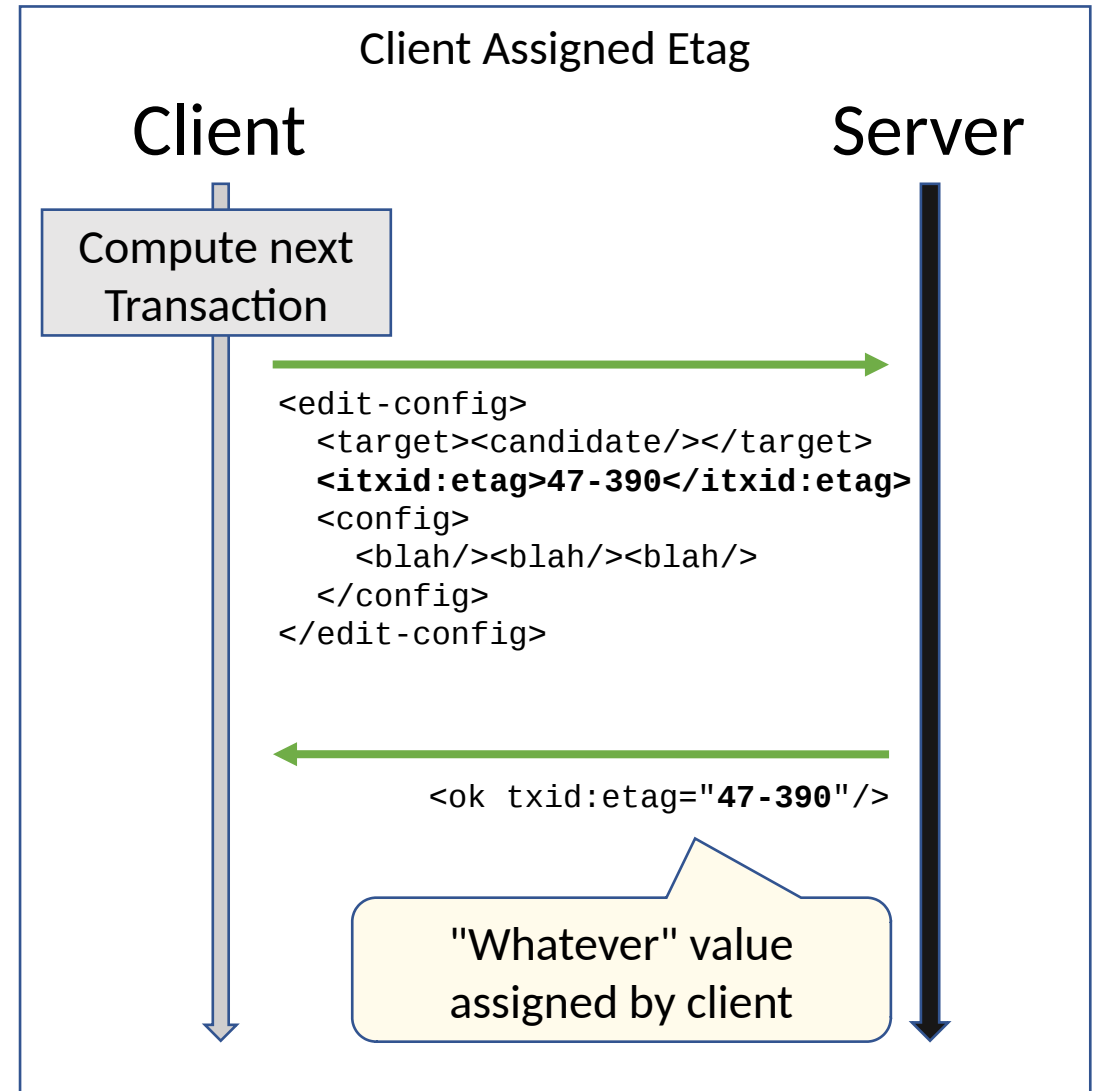 Client Assigned Etag
Client
Server
Compute next
Transaction
<edit-config>
  <target><candidate/></target>
  <itxid:etag>47-390</itxid:etag>
  <config>
    <blah/><blah/><blah/>
  </config>
</edit-config>
<ok txid:etag="47-390"/>
"Whatever" value
assigned by client